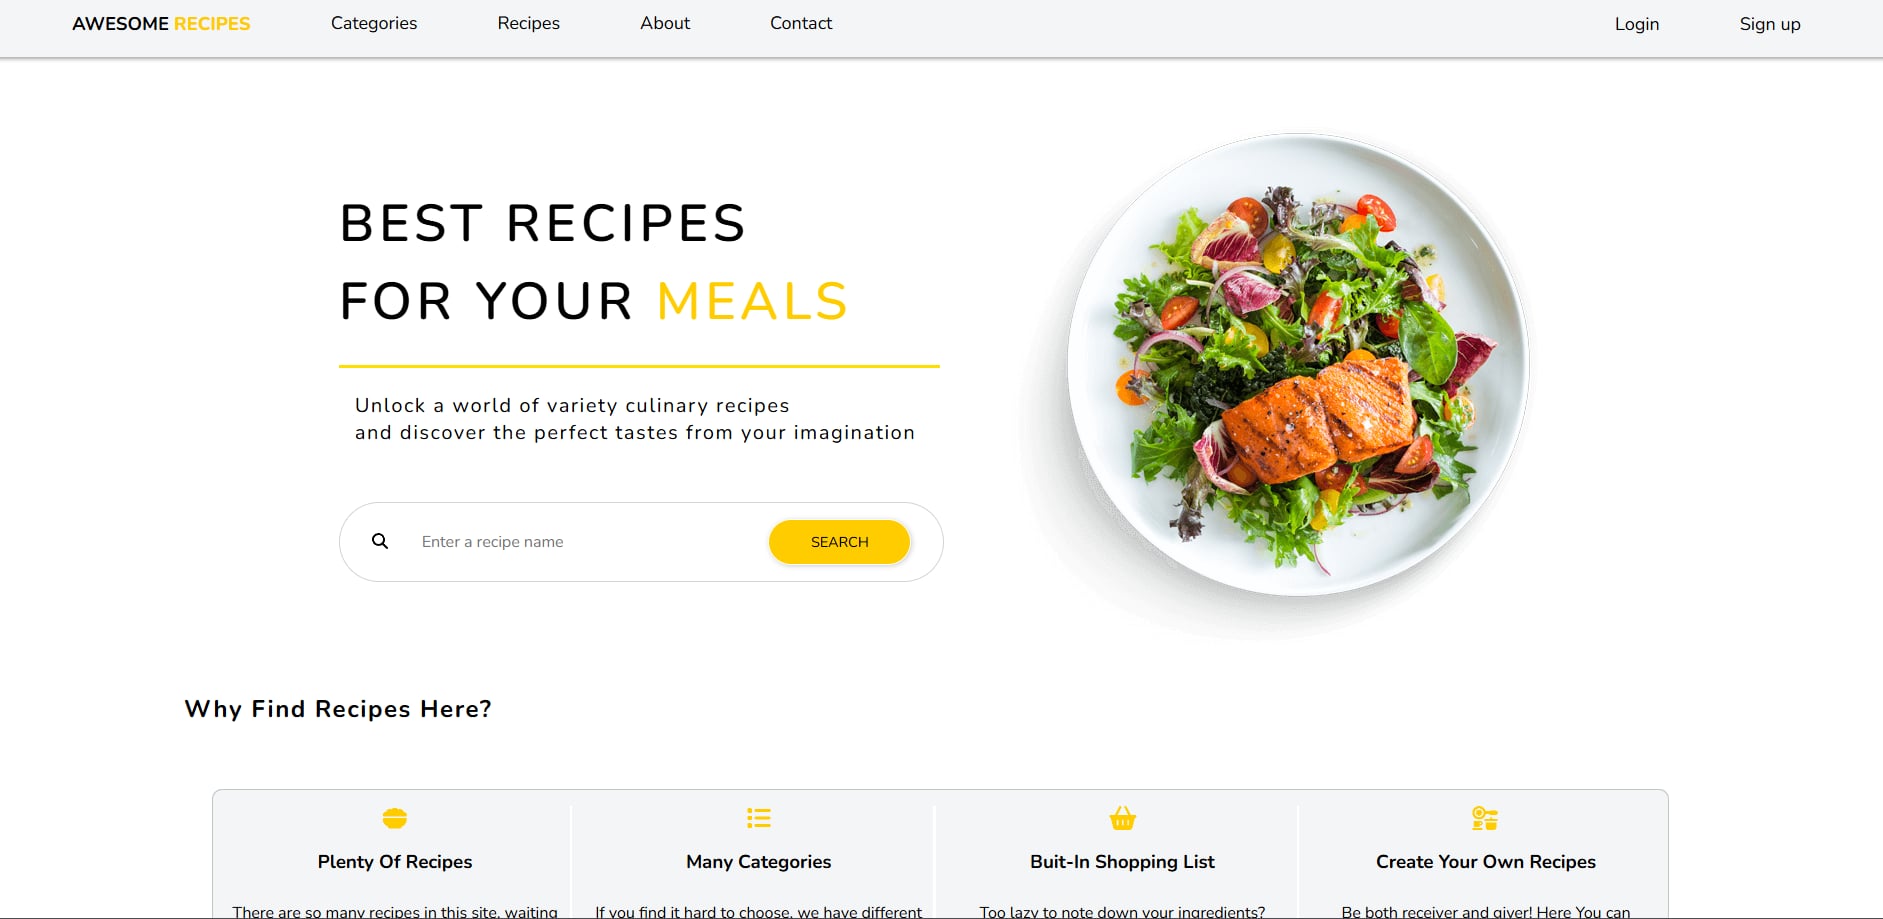 AWESOME RECIPES Categories Recipes About Contact Login Sign up
BEST RECIPES
FOR YOUR MEALS
Unlock a world of variety culinary recipes
and discover the perfect tastes from your imagination
Enter a recipe name SEARCH
Why Find Recipes Here?
Plenty Of Recipes Many Categories Buit-In Shopping List Create Your Own Recipes
There are so many recipes in this site, waiting If you find it hard to choose, we have different Too lazy to note down your ingredients? Be both receiver and giver! Here You can